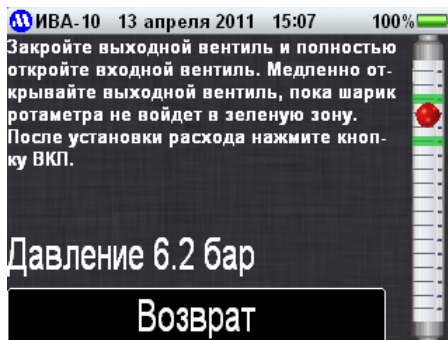 ИВА-10 13 апреля 2011 15:07 100%
Закройте выходной вентиль и полностью
откройте входной вентиль. Медленно от-
крывайте выходной вентиль, пока шарик
ротаметра не войдет в зеленую зону.
После установки расхода нажмите кноп-
ку ВКЛ.
Давление 6.2 бар
Возврат